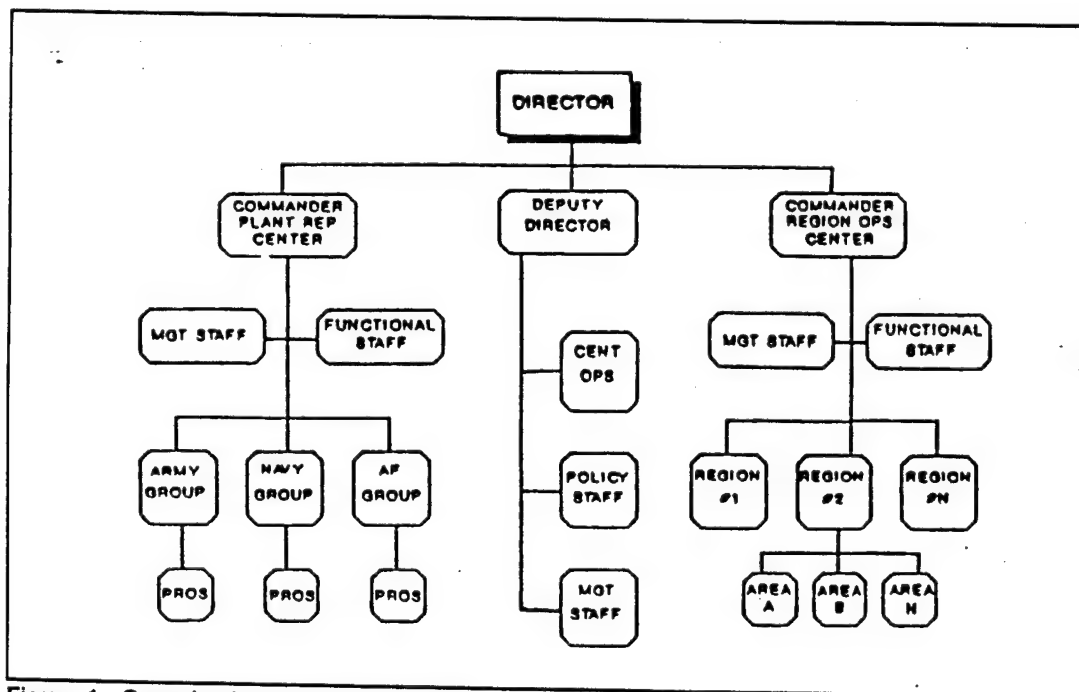 DIRECTOR
COMMANDER
PLANT REP
CENTER
DEPUTY
DIRECTOR
COMMANDER
REGION OPS
CENTER
MGT STAFF
FUNCTIONAL
STAFF
MGT STAFF
FUNCTIONAL
STAFF
CENT
OPS
ARMY
GROUP
NAVY
GROUP
AF
GROUP
POLICY
STAFF
REGION
#1
REGION
#2
REGION
#N
PROS
PROS
PROS
MGT
STAFF
AREA
A
AREA
B
AREA
N